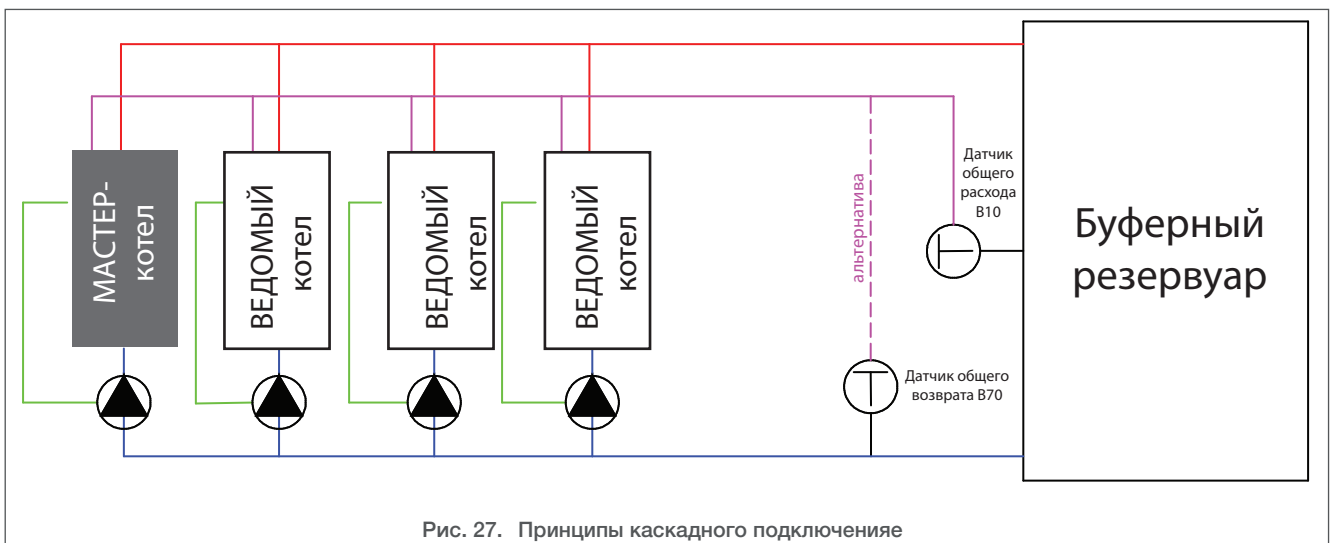 МАСТЕР-
котел
ВЕДОМЫЙ
котел
ВЕДОМЫЙ
котел
ВЕДОМЫЙ
котел
альтернатива
Датчик
общего
расхода
B10
Датчик общего
возврата B70
Буферный
резервуар
Рис. 27. Принципы каскадного подключенияе